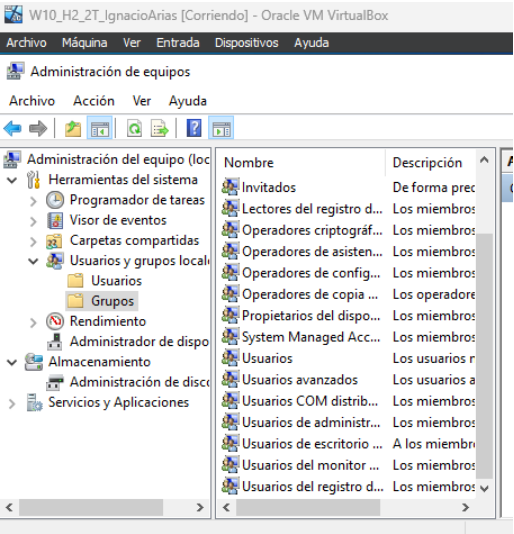 W10_H2_2T_IgnacioArias [Corriendo] - Oracle VM VirtualBox
Archivo Máquina Ver Entrada Dispositivos Ayuda
Administración de equipos
Archivo Acción Ver Ayuda
Administración del equipo (loc
Herramientas del sistema
Programador de tareas
Visor de eventos
Carpetas compartidas
Usuarios y grupos local
Usuarios
Grupos
Rendimiento
Administrador de dispo
Almacenamiento
Administración de disc
Servicios y Aplicaciones
Nombre Descripción
Invitados De forma pred
Lectores del registro d... Los miembros
Operadores criptográf... Los miembros
Operadores de asisten... Los miembros
Operadores de config... Los miembros
Operadores de copia ... Los operadore
Propietarios del dispo... Los miembros
System Managed Acc... Los miembros
Usuarios Los usuarios r
Usuarios avanzados Los usuarios a
Usuarios COM distrib... Los miembros
Usuarios de administr... Los miembros
Usuarios de escritorio ... A los miembro
Usuarios del monitor ... Los miembros
Usuarios del registro d... Los miembros